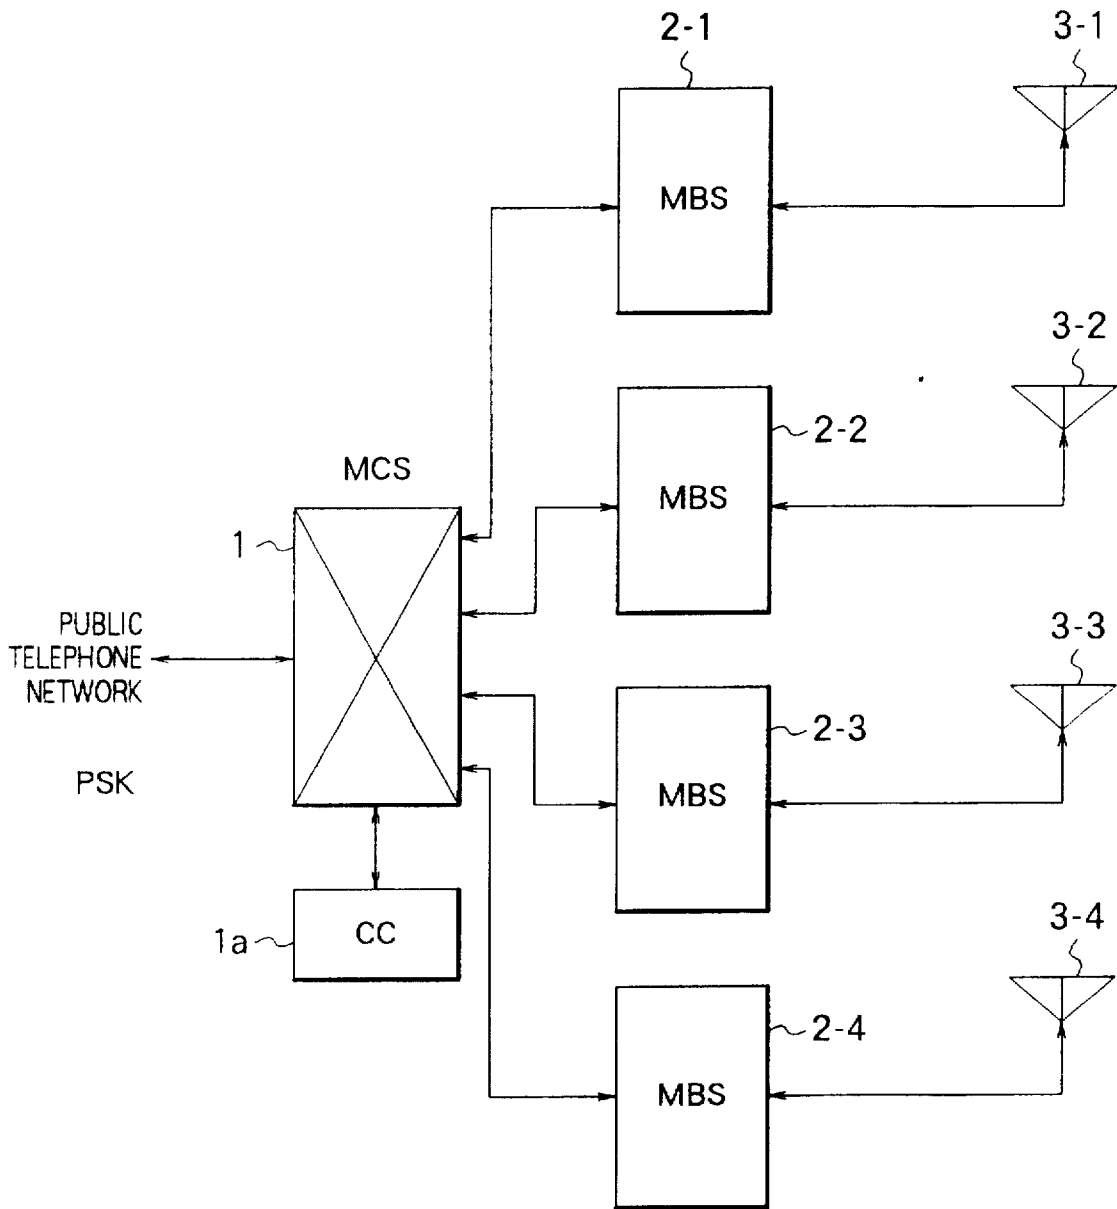 2-1
3-1
MBS
3-2
2-2
MBS
MCS
1
PUBLIC
TELEPHONE
NETWORK
3-3
2-3
MBS
PSK
CC
1a
3-4
2-4
MBS